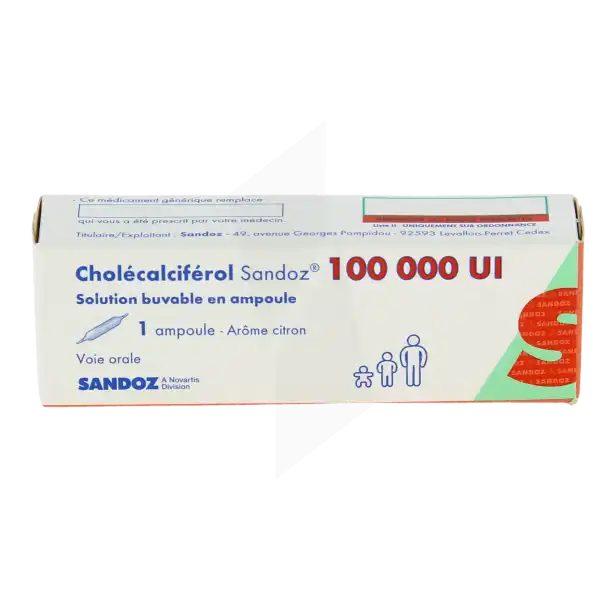 - Ce médicament générique remplace
qui vous a été prescrit par votre médecin.
Liste II - UNIQUEMENT SUR ORDONNANCE
Titulaire/Exploitant : Sandoz - 49, avenue Georges Pompidou - 92593 Levallois-Perret Cedex
Cholécalciférol Sandoz® 100 000 UI
Solution buvable en ampoule
1 ampoule - Arôme citron
Voie orale
SANDOZ A Novartis
Division
SANDOZ